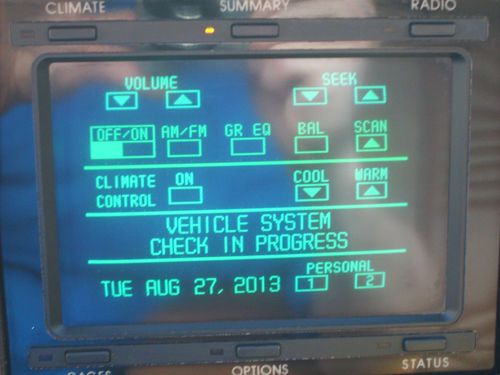 CLIMATE SUMMARY RADIO
VOLUME SEEK
OFF/ON AM/FM GR EQ BAL SCAN
CLIMATE CONTROL ON COOL WARM
VEHICLE SYSTEM
CHECK IN PROGRESS
PERSONAL
TUE AUG 27, 2013 1 2
GAGES OPTIONS STATUS